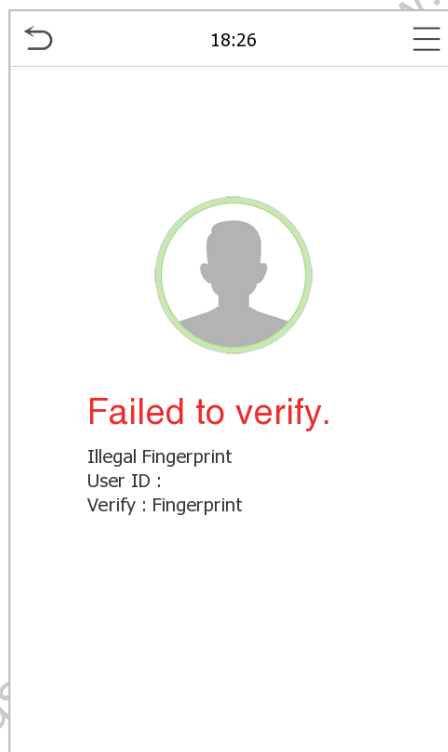 18:26
Failed to verify.
Illegal Fingerprint
User ID :
Verify : Fingerprint